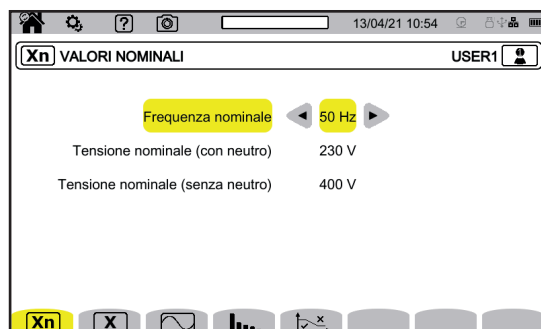 ? 13/04/21 10:54
Xn VALORI NOMINALI USER1
Frequenza nominale 50 Hz
Tensione nominale (con neutro) 230 V
Tensione nominale (senza neutro) 400 V
Xn X